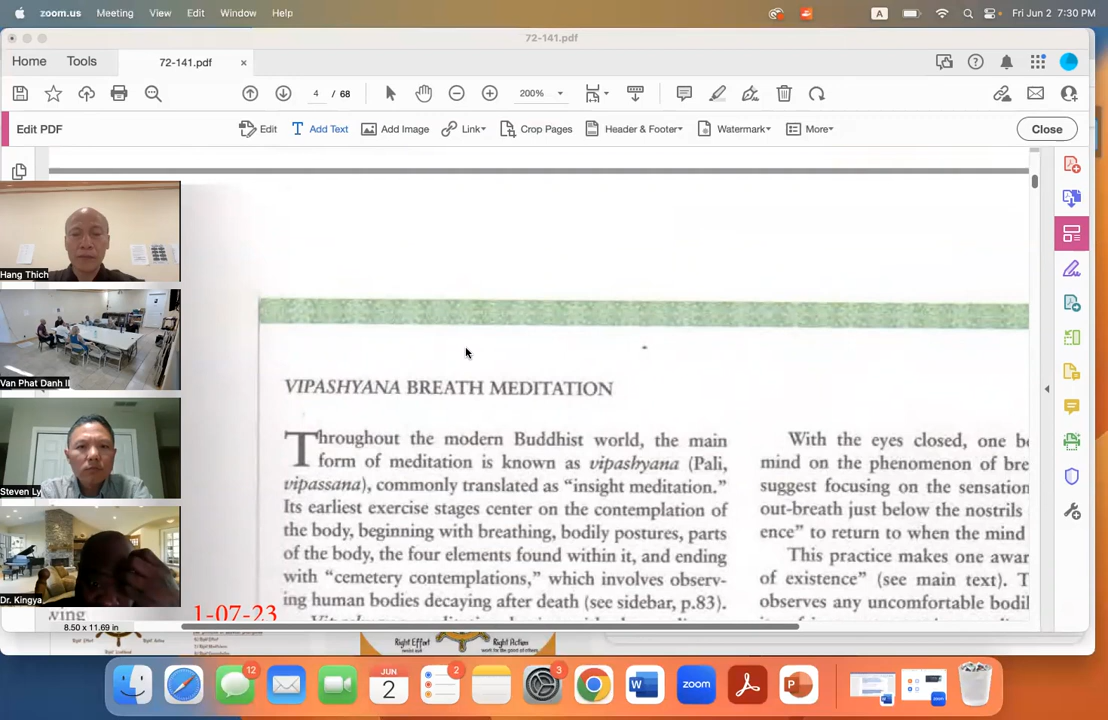 zoom.us Meeting View Edit Window Help
A
Fri Jun 2 7:30 PM
72-141.pdf
Home Tools 72-141.pdf ×
4 / 68
200%
Edit PDF
Edit Add Text Add Image Link Crop Pages Header & Footer Watermark More
Close
Hang Thich
Van Phat Danh II
Steven Ly
Dr. Kingya
VIPASHYANA BREATH MEDITATION
Throughout the modern Buddhist world, the main
form of meditation is known as vipashyana (Pali,
vipassana), commonly translated as “insight meditation.”
Its earliest exercise stages center on the contemplation of
the body, beginning with breathing, bodily postures, parts
of the body, the four elements found within it, and ending
with “cemetery contemplations,” which involves observ-
ing human bodies decaying after death (see sidebar, p.83).
With the eyes closed, one
mind on the phenomenon of
suggest focusing on the sensation
out-breath just below the nostrils
ence” to return to when the mind
This practice makes one
of existence” (see main text).
observes any uncomfortable
wing
1-07-23
8.50 x 11.69 in
Right Effort
Right Action
12
JUN
2
2
3
W
zoom
P